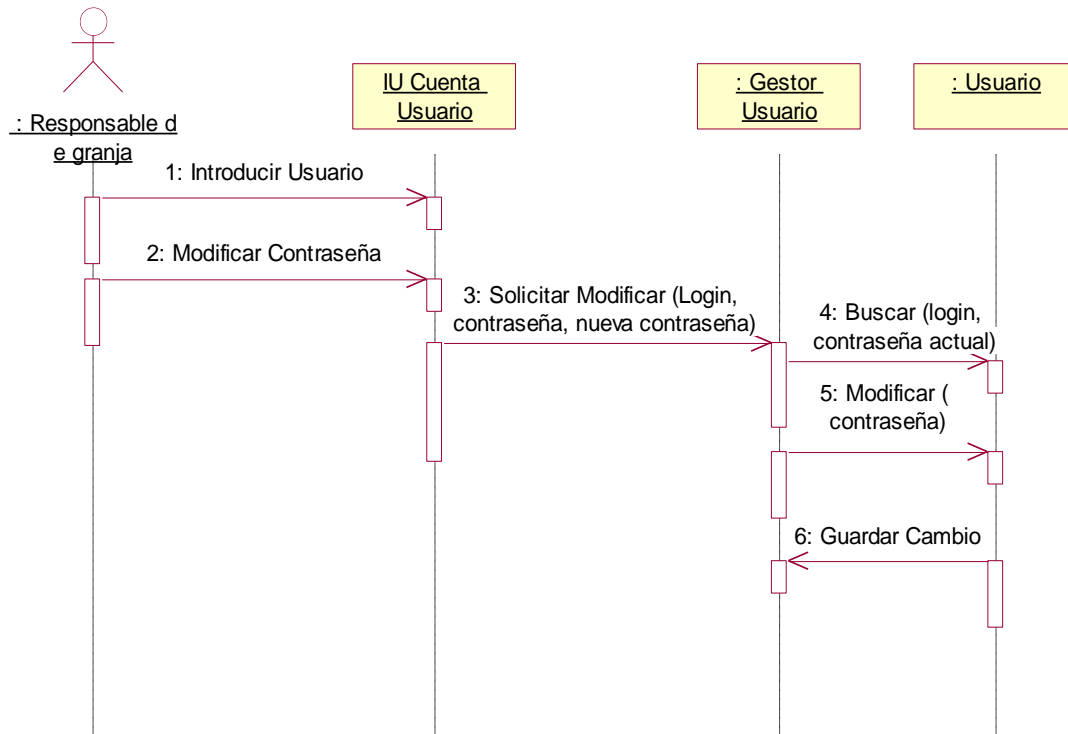 : Responsable d
e granja
IU Cuenta
Usuario
: Gestor
Usuario
: Usuario
1: Introducir Usuario
2: Modificar Contraseña
3: Solicitar Modificar (Login,
contraseña, nueva contraseña)
4: Buscar (login,
contraseña actual)
5: Modificar (
contraseña)
6: Guardar Cambio